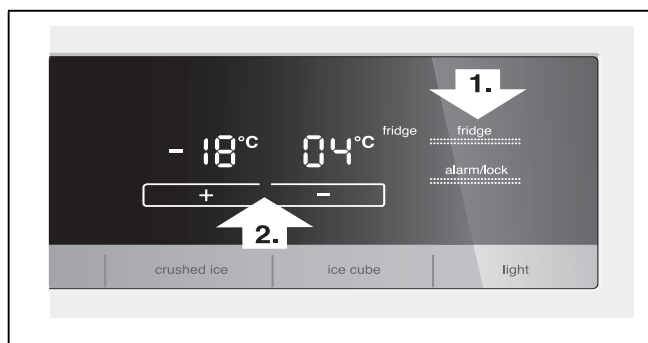 1.
fridge fridge
-18°C 04°C
alarm/lock
+ −
2.
crushed ice ice cube light